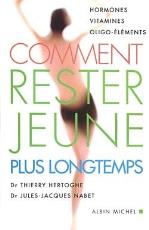 HORMONES
VITAMINES
OLIGO-ÉLÉMENTS
COMMENT
RESTER
JEUNE
PLUS LONGTEMPS
Dr THIERRY HERTOGHE
Dr JULES-JACQUES NABET
ALBIN MICHEL